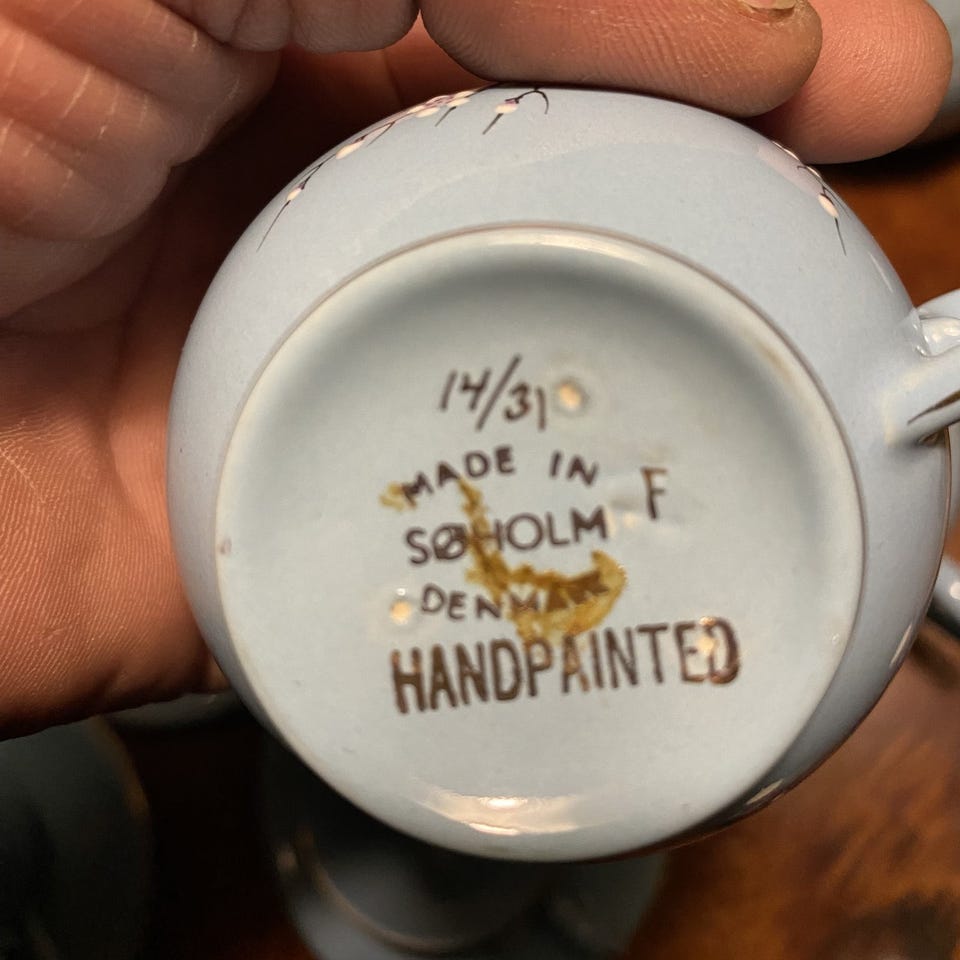 14/31
MADE IN
SØHOLM F
DENMARK
HANDPAINTED